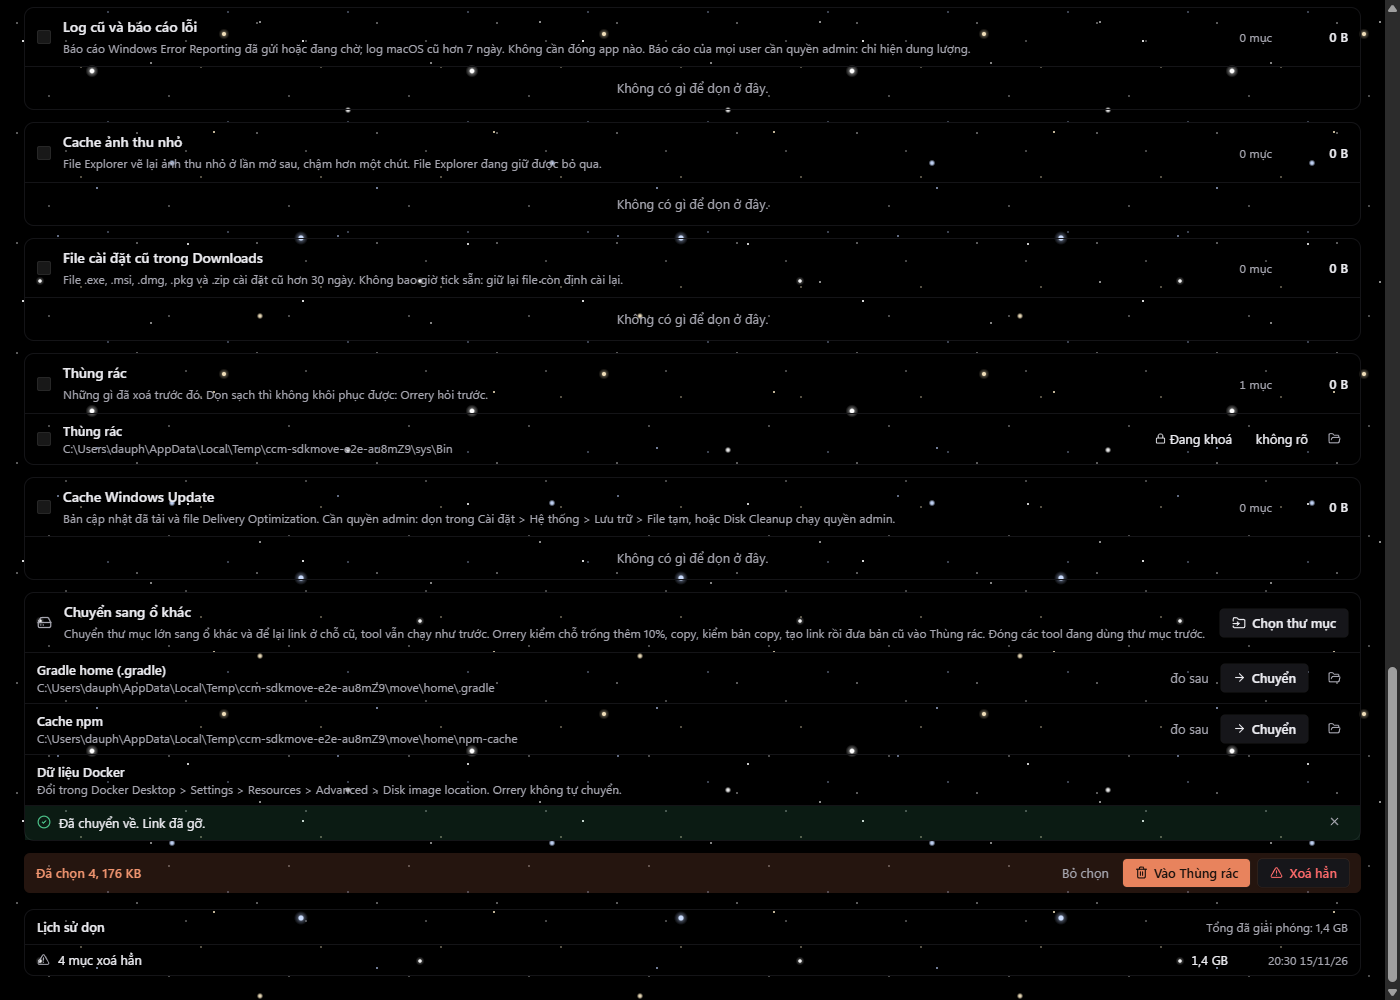 Log cũ và báo cáo lỗi
Báo cáo Windows Error Reporting đã gửi hoặc đang chờ; log macOS cũ hơn 7 ngày. Không cần đóng app nào. Báo cáo của mọi user cần quyền admin: chỉ hiện dung lượng.
0 mục
0 B
Không có gì để dọn ở đây.
Cache ảnh thu nhỏ
File Explorer vẽ lại ảnh thu nhỏ ở lần mở sau, chậm hơn một chút. File Explorer đang giữ được bỏ qua.
0 mục
0 B
Không có gì để dọn ở đây.
File cài đặt cũ trong Downloads
File .exe, .msi, .dmg, .pkg và .zip cài đặt cũ hơn 30 ngày. Không bao giờ tick sẵn: giữ lại file còn định cài lại.
0 mục
0 B
Không có gì để dọn ở đây.
Thùng rác
Những gì đã xoá trước đó. Dọn sạch thì không khôi phục được: Orrery hỏi trước.
1 mục
0 B
Thùng rác
C:\Users\dauph\AppData\Local\Temp\ccm-sdkmove-e2e-au8mZ9\sys\Bin
Đang khoá
không rõ
Cache Windows Update
Bản cập nhật đã tải và file Delivery Optimization. Cần quyền admin: dọn trong Cài đặt > Hệ thống > Lưu trữ > File tạm, hoặc Disk Cleanup chạy quyền admin.
0 mục
0 B
Không có gì để dọn ở đây.
Chuyển sang ổ khác
Chuyển thư mục lớn sang ổ khác và để lại link ở chỗ cũ, tool vẫn chạy như trước. Orrery kiểm chỗ trống thêm 10%, copy, kiểm bản copy, tạo link rồi đưa bản cũ vào Thùng rác. Đóng các tool đang dùng thư mục trước.
Chọn thư mục
Gradle home (.gradle)
C:\Users\dauph\AppData\Local\Temp\ccm-sdkmove-e2e-au8mZ9\move\home\.gradle
đo sau
Chuyển
Cache npm
C:\Users\dauph\AppData\Local\Temp\ccm-sdkmove-e2e-au8mZ9\move\home\npm-cache
đo sau
Chuyển
Dữ liệu Docker
Đổi trong Docker Desktop > Settings > Resources > Advanced > Disk image location. Orrery không tự chuyển.
Đã chuyển về. Link đã gỡ.
Đã chọn 4, 176 KB
Bỏ chọn
Vào Thùng rác
Xoá hẳn
Lịch sử dọn
Tổng đã giải phóng: 1,4 GB
4 mục xoá hẳn
1,4 GB
20:30 15/11/26